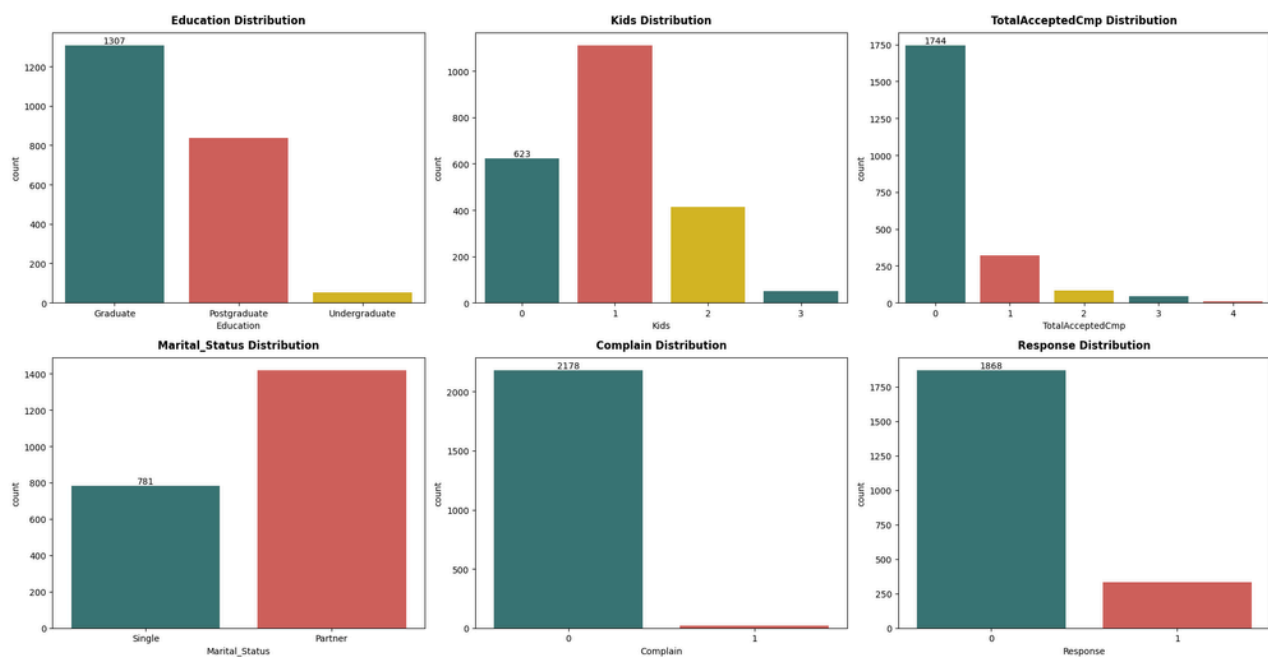 Education Distribution
1307
1200
1000
800
600
400
200
0
count
Graduate
Postgraduate
Undergraduate
Education
Kids Distribution
1000
800
623
600
400
200
0
count
0
1
2
3
Kids
TotalAcceptedCmp Distribution
1750
1744
1500
1250
1000
750
500
250
0
count
0
1
2
3
4
TotalAcceptedCmp
Marital_Status Distribution
1400
1200
1000
800
781
600
400
200
0
count
Single
Partner
Marital_Status
Complain Distribution
2178
2000
1500
1000
500
0
count
0
1
Complain
Response Distribution
1868
1750
1500
1250
1000
750
500
250
0
count
0
1
Response